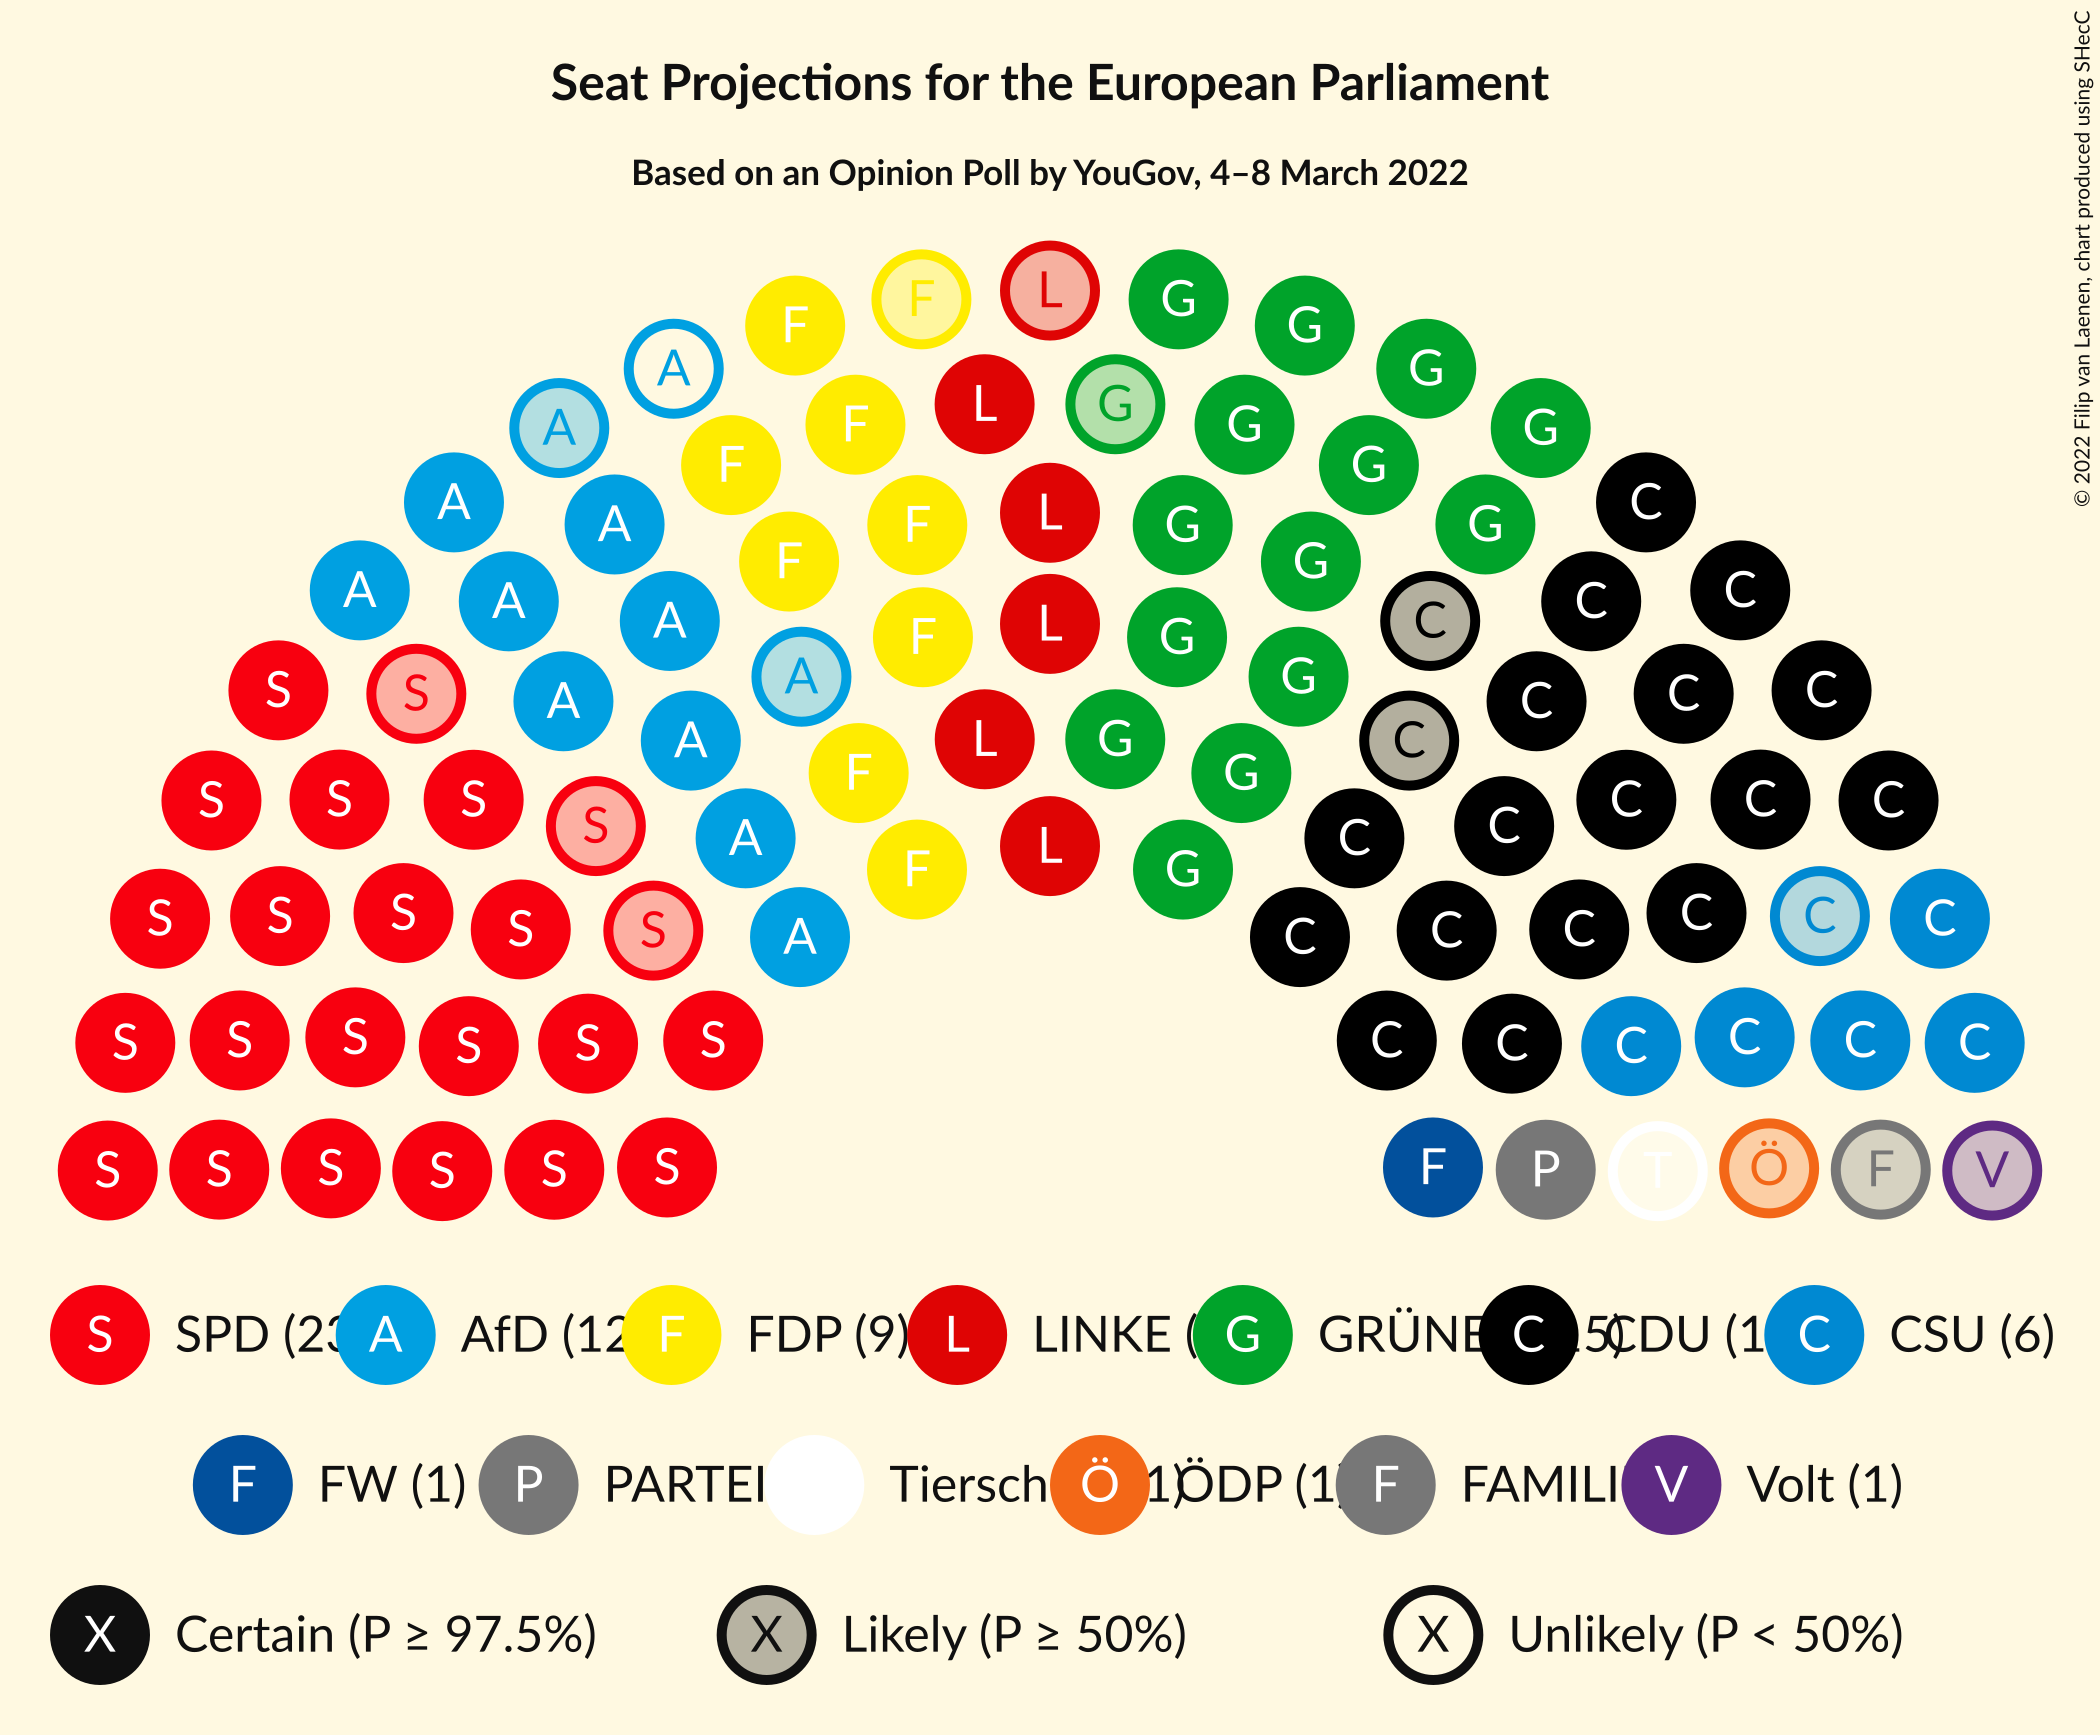 Seat Projections for the European Parliament
Based on an Opinion Poll by YouGov, 4–8 March 2022
© 2022 Filip van Laenen, chart produced using SHecC
F F L G G
A G
A F L G G G
F G
A A F L G G C
F G
A A A F L G C C C
S S A A G C C C
A L G C
S S S F G C C C
S A L C C
F G
S S S S S A C C C C C C
S S S S S S C C C C C C
S S S S S S F P T Ö F V
S SPD (23 A AfD (12 F FDP (9) L LINKE ( G GRÜNE C 5) CDU (1 C CSU (6)
F FW (1) P PARTEI Tiersch Ö 1) ÖDP (1 F FAMILI V Volt (1)
X Certain (P ≥ 97.5%) X Likely (P ≥ 50%) X Unlikely (P < 50%)